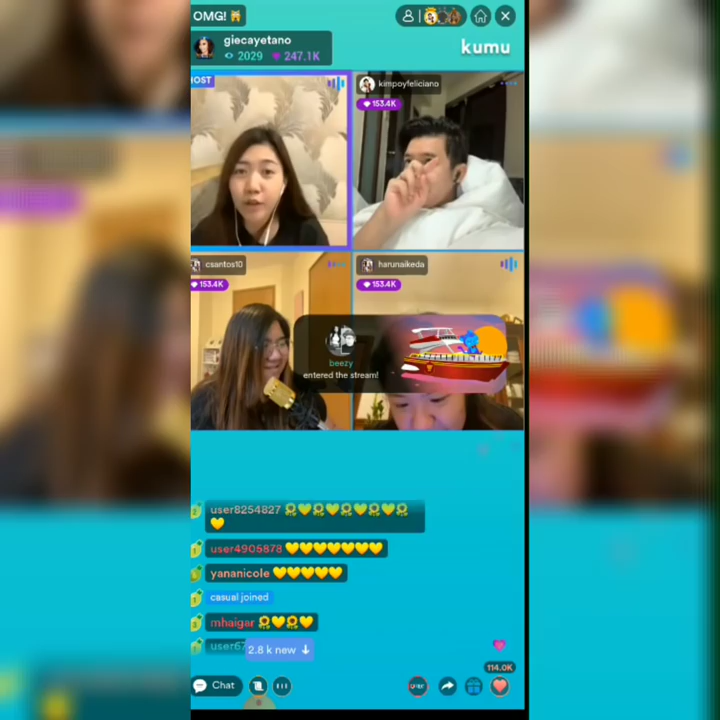 OMG!
giecayetano
2029 247.1K
kumu
HOST
kimpoyfeliciano
153.4K
csantos10
153.4K
harunaikeda
153.4K
beezy
entered the stream!
user8254827 🌻💛🌻💛🌻💛🌻💛🌻
💛
user4905878 💛💛💛💛💛💛💛
yananicole 💛💛💛💛💛
casual joined
mhaigar 🌻💛🌻💛
2.8 k new ↓
114.0K
Chat